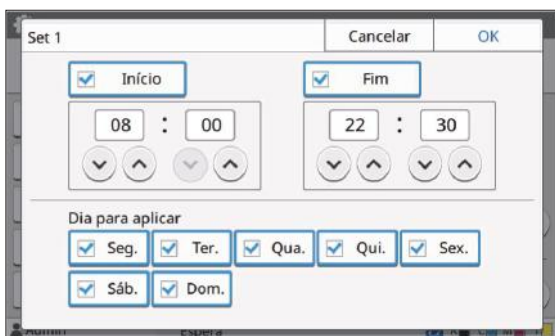 Set 1 Cancelar OK
Início Fim
08 : 00 22 : 30
Dia para aplicar
Seg. Ter. Qua. Qui. Sex.
Sáb. Dom.
Admin Espera